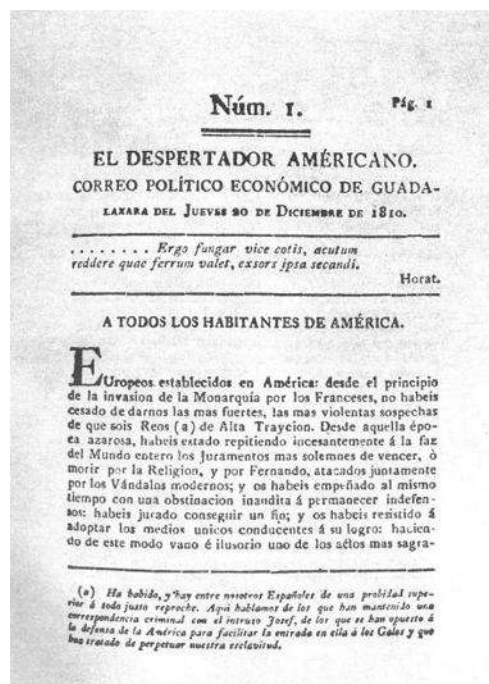 Núm. 1.
Pág. 1
EL DESPERTADOR AMÉRICANO.
CORREO POLÍTICO ECONÓMICO DE GUADA-
LAXARA DEL JUEVES 20 DE DICIEMBRE DE 1810.
. . . . . . . . Ergo fungar vice cotis, acutum
reddere quae ferrum valet, exsors ipsa secandi.
Horat.
A TODOS LOS HABITANTES DE AMÉRICA.
EUropeos establecidos en América: desde el principio
de la invasion de la Monarquía por los Franceses, no habeis
cesado de darnos las mas fuertes, las mas violentas sospechas
de que sois Reos (a) de Alta Traycion. Desde aquella épo-
ca azarosa, habeis estado repitiendo incesantemente á la faz
del Mundo entero los Juramentos mas solemnes de vencer, ò
morir por la Religion, y por Fernando, atacados juntamente
por los Vándalos modernos; y os habeis empeñado al mismo
tiempo con una obstinacion inaudita á permanecer indefen-
sos: habeis jurado conseguir un fin; y os habeis resistido á
adoptar los medios unicos conducentes á su logro: hacien-
do de este modo vano é ilusorio uno de los actos mas sagra-
(a) Ha habido, y hay entre nosotros Españoles de una probidad supe-
rior á todo justo reproche. Aquí hablamos de los que han mantenido una
correspondencia criminal con el intruso Josef, de los que se han opuesto á
la defensa de la América para facilitar la entrada en ella á los Galos y que
han tratado de perpetuar nuestra esclavitud.